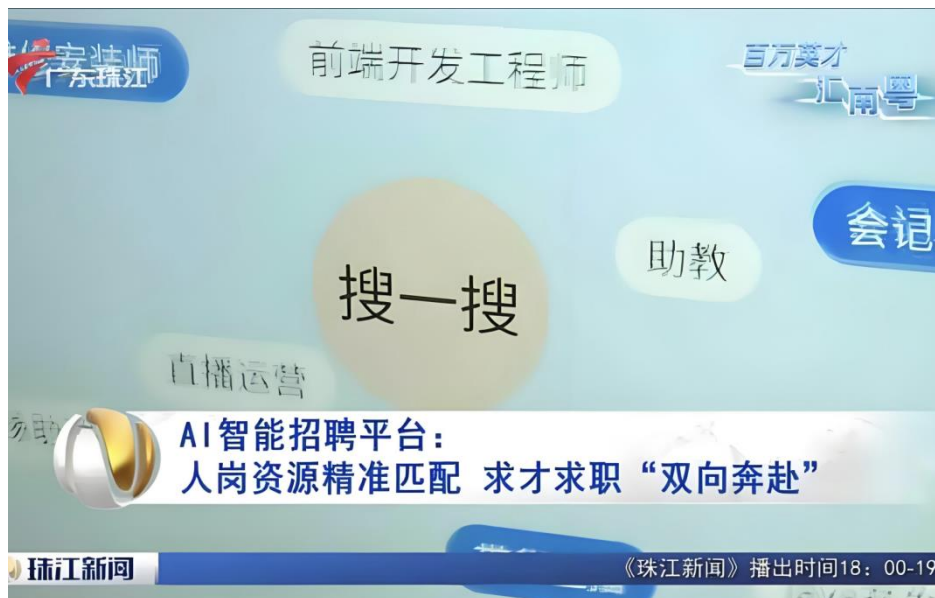 安装师
广东珠江
前端开发工程师
百万英才
汇南粤
会记
助教
搜一搜
直播运营
AI智能招聘平台：
人岗资源精准匹配 求才求职“双向奔赴”
珠江新闻
《珠江新闻》播出时间18：00-19